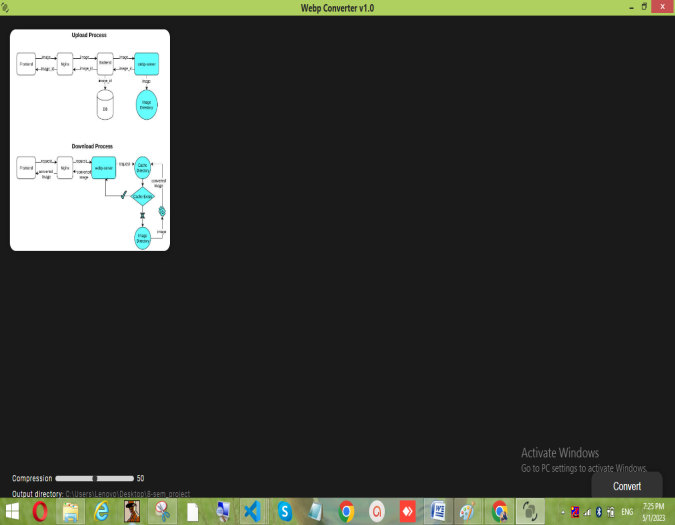 Webp Converter v1.0
Upload Process
image image image
Frontend Nginx Backend webp-server
image_id image_id image_id
image_id image
DB Image
Directory
Download Process
Frontend requests Nginx requests webp-server request Cache
Directory
converted
image
converted
image
converted
image
Cache exists
Image
Directory
image
Activate Windows
Go to PC settings to activate Windows.
Compression 50
Convert
Output directory: C:\Users\Lenovo\Desktop\8-sem_project
ENG
7:25 PM
5/1/2023